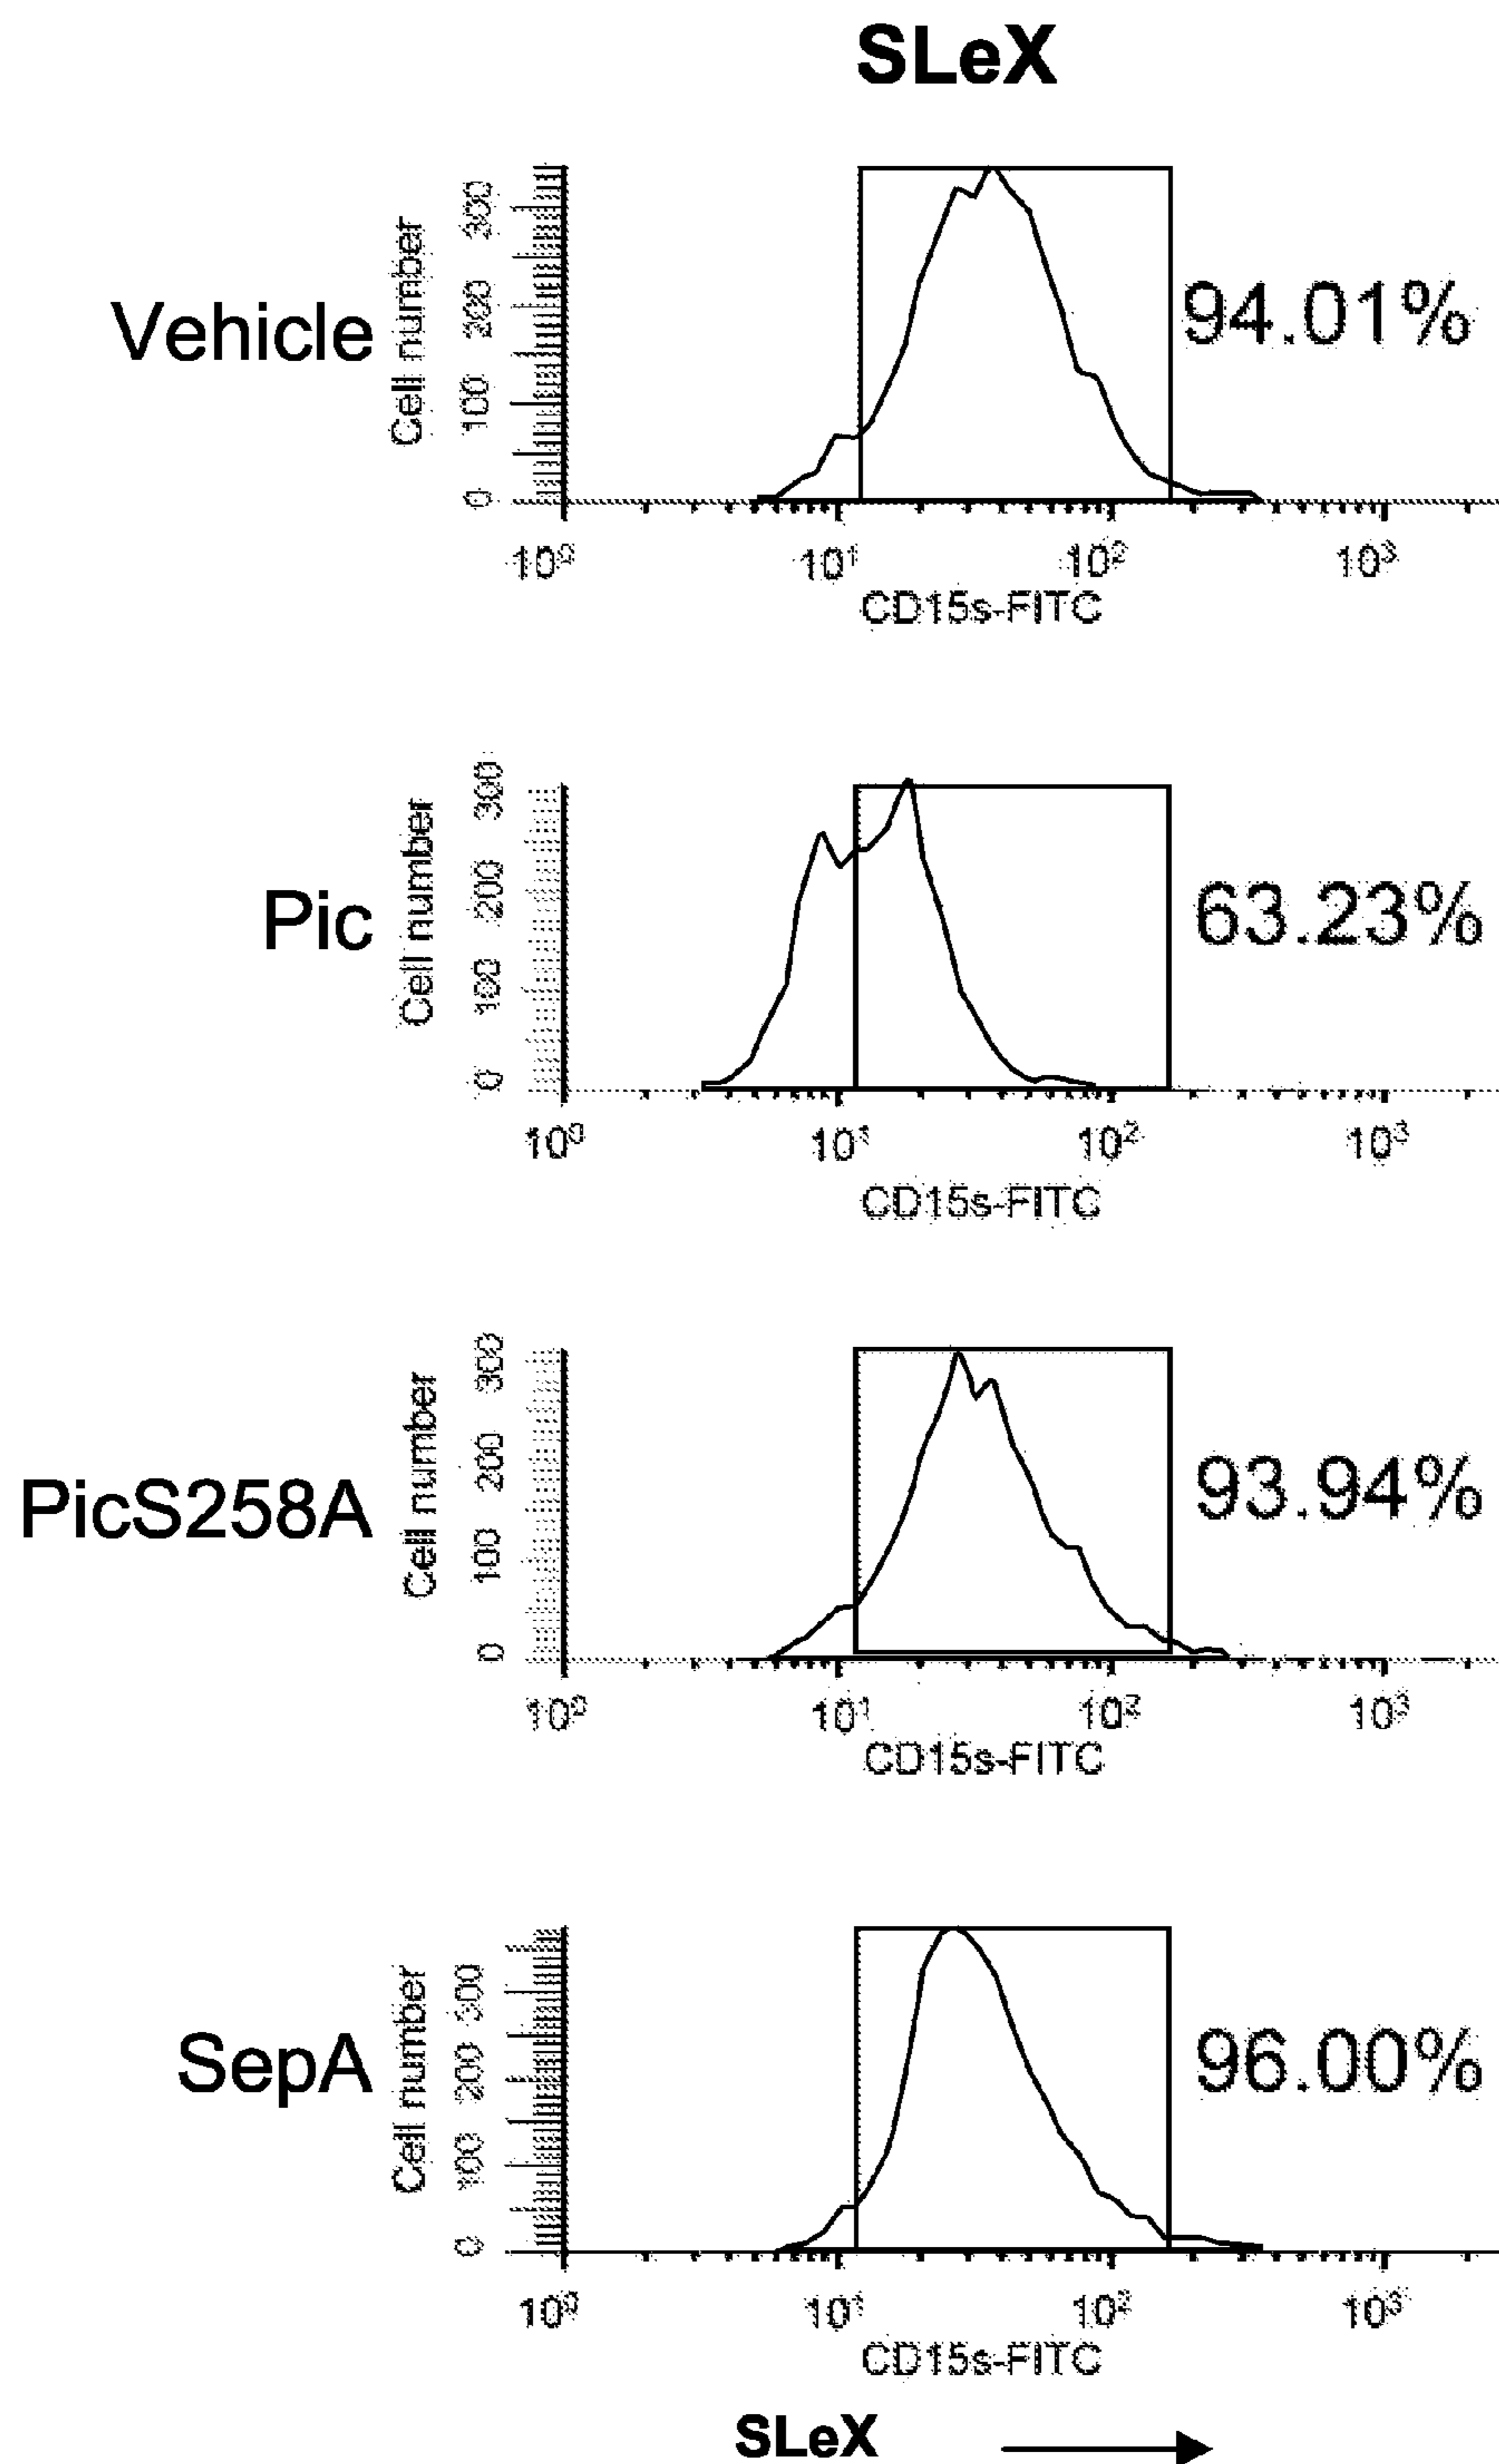 SLeX
Vehicle
Cell number
0 100 200 300
94.01%
10⁰ 10¹ 10² 10³
CD15s-FITC
Pic
Cell number
0 100 200 300
63.23%
10⁰ 10¹ 10² 10³
CD15s-FITC
PicS258A
Cell number
0 100 200 300
93.94%
10⁰ 10¹ 10² 10³
CD15s-FITC
SepA
Cell number
0 100 200 300
96.00%
10⁰ 10¹ 10² 10³
CD15s-FITC
SLeX